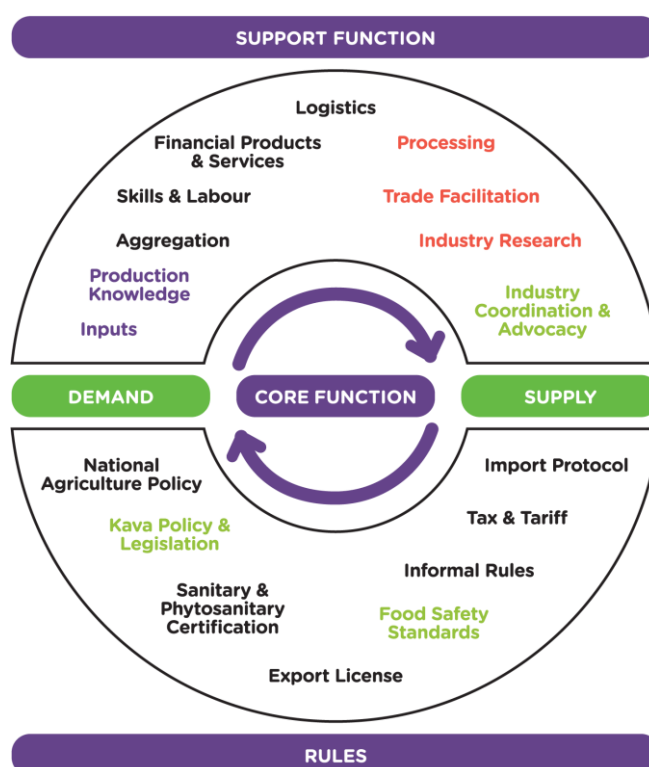 SUPPORT FUNCTION
Logistics
Financial Products
& Services
Processing
Skills & Labour
Trade Facilitation
Aggregation
Industry Research
Production
Knowledge
Industry
Coordination &
Advocacy
Inputs
DEMAND
CORE FUNCTION
SUPPLY
National
Agriculture Policy
Import Protocol
Kava Policy &
Legislation
Tax & Tariff
Informal Rules
Sanitary &
Phytosanitary
Certification
Food Safety
Standards
Export License
RULES